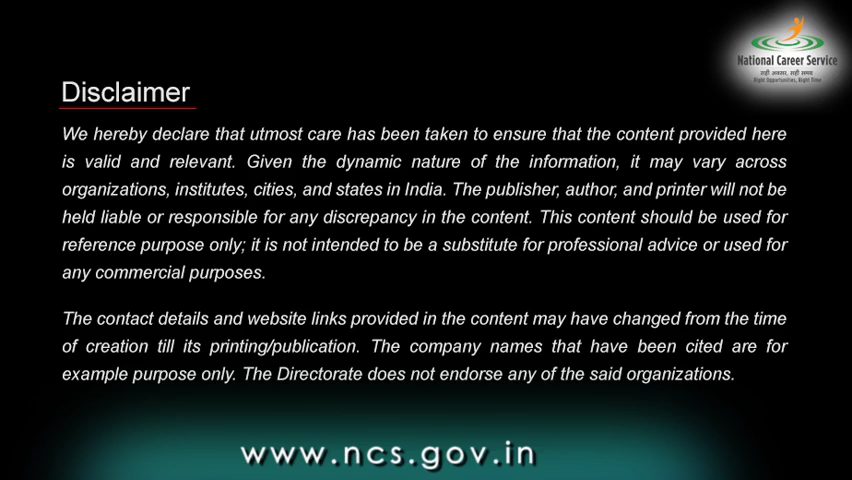 National Career Service
सही अवसर, सही समय
Right Opportunities, Right Time
Disclaimer
We hereby declare that utmost care has been taken to ensure that the content provided here
is valid and relevant. Given the dynamic nature of the information, it may vary across
organizations, institutes, cities, and states in India. The publisher, author, and printer will not be
held liable or responsible for any discrepancy in the content. This content should be used for
reference purpose only; it is not intended to be a substitute for professional advice or used for
any commercial purposes.
The contact details and website links provided in the content may have changed from the time
of creation till its printing/publication. The company names that have been cited are for
example purpose only. The Directorate does not endorse any of the said organizations.
www.ncs.gov.in